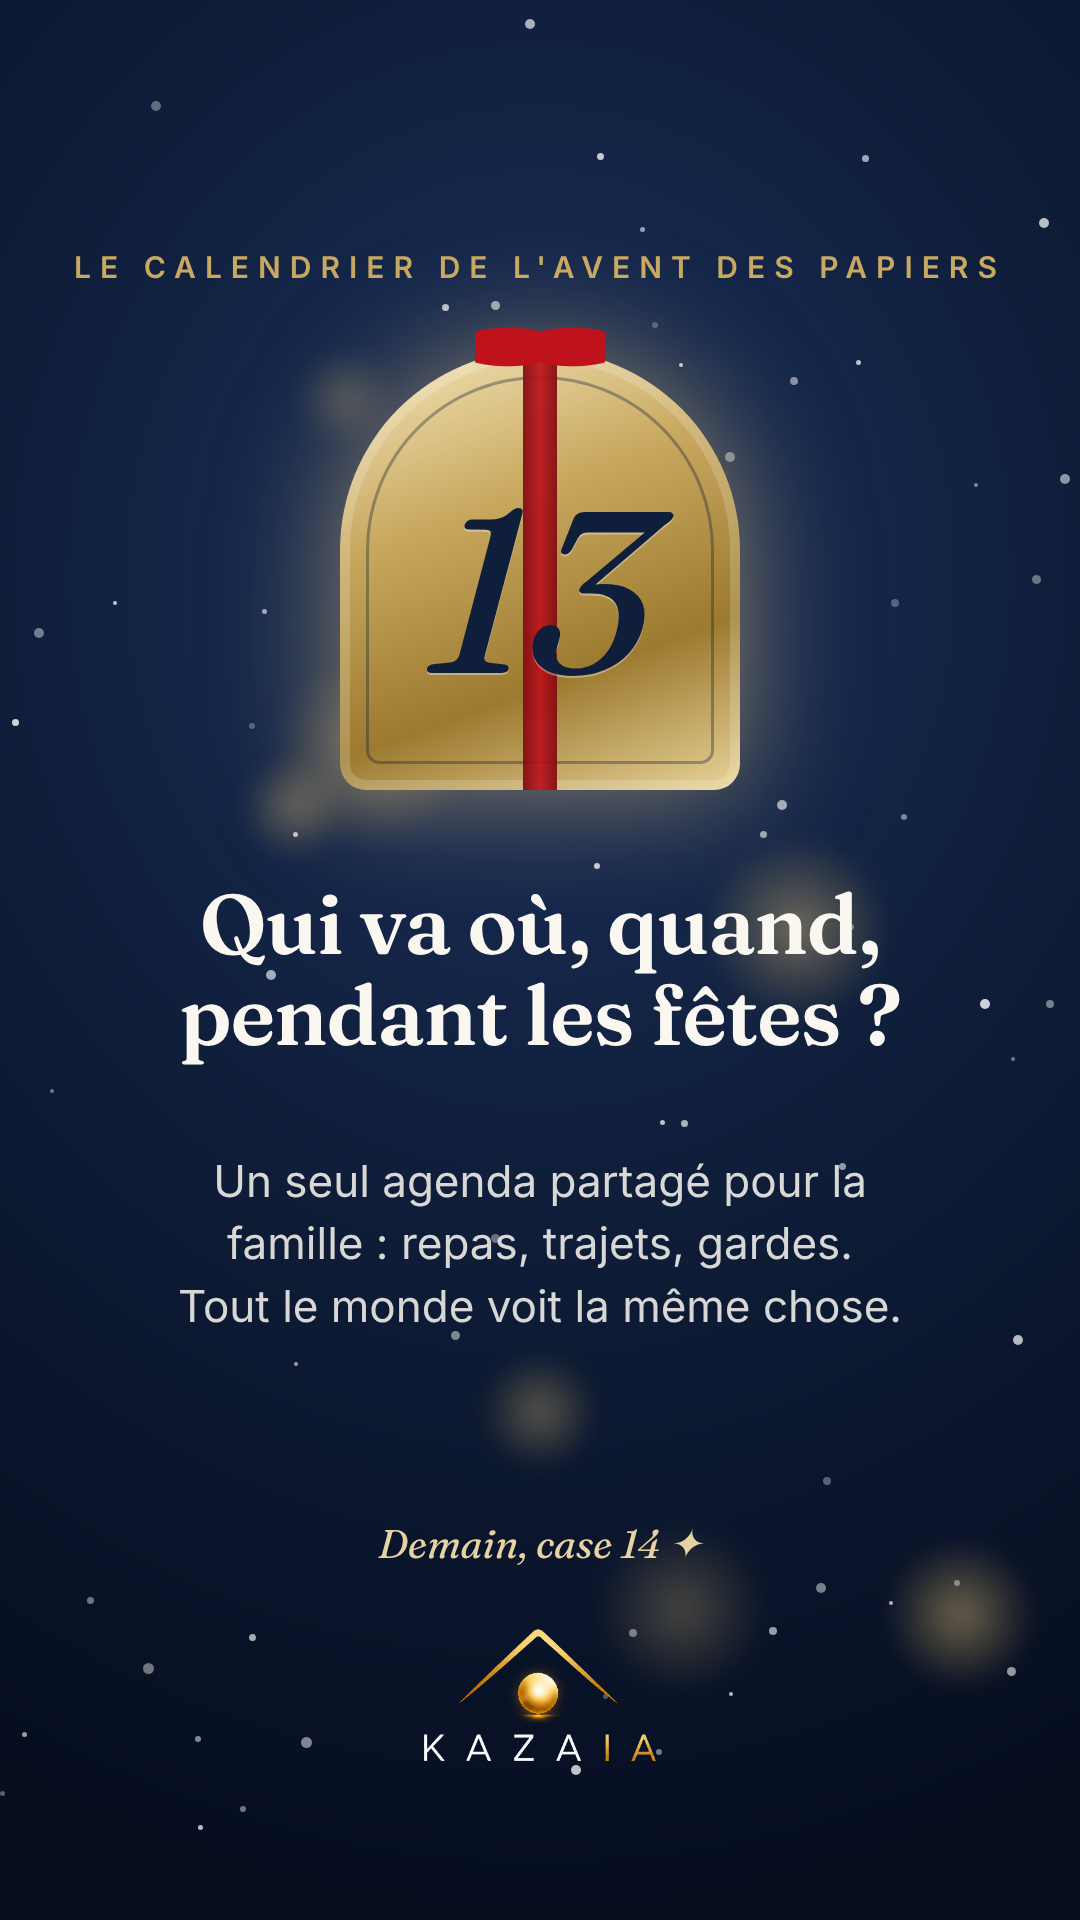 LE CALENDRIER DE L'AVENT DES PAPIERS
13
Qui va où, quand,
pendant les fêtes ?
Un seul agenda partagé pour la
famille : repas, trajets, gardes.
Tout le monde voit la même chose.
Demain, case 14 ✦
KAZAIA